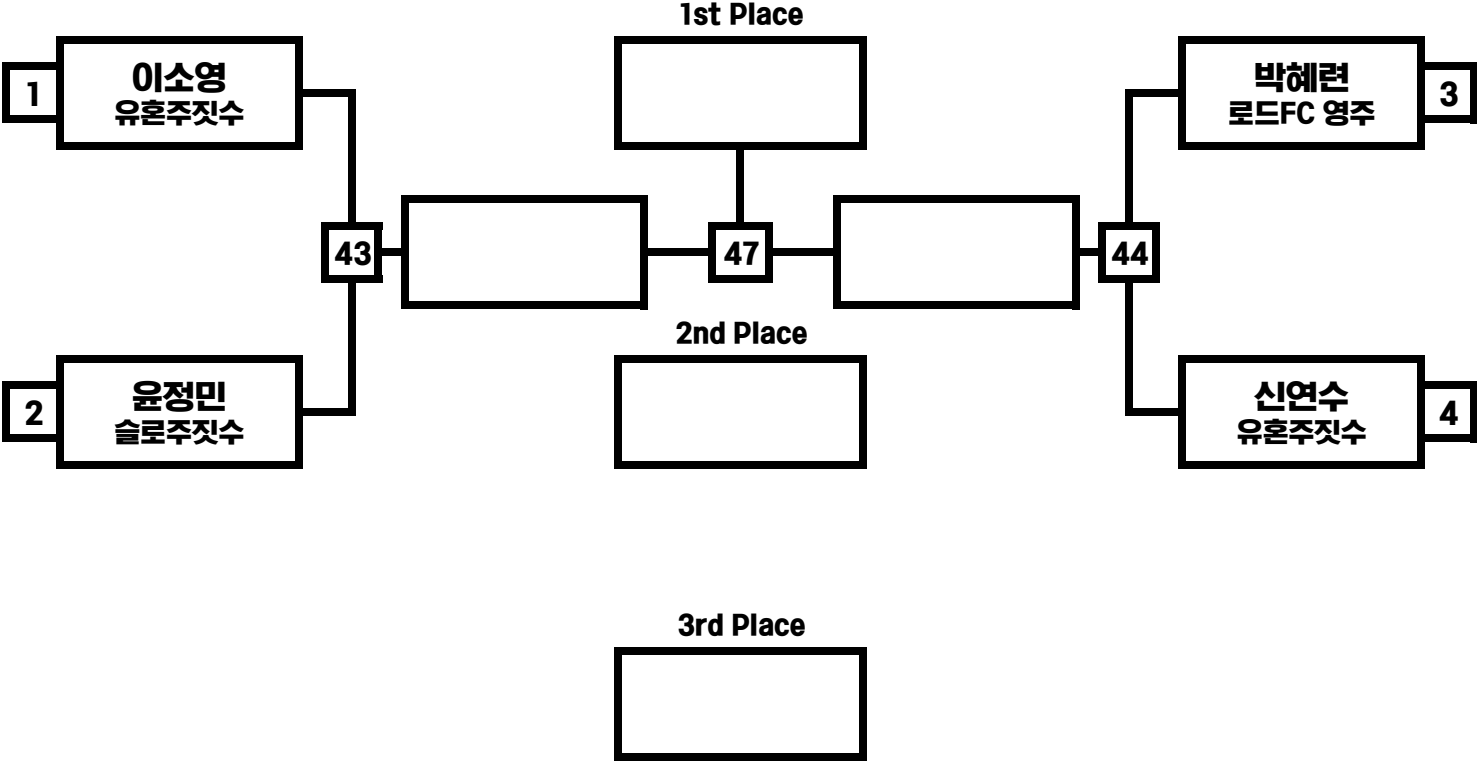 1st Place
1
이소영
유혼주짓수
박혜련
로드FC 영주
3
43
47
44
2nd Place
2
윤정민
슬로주짓수
신연수
유혼주짓수
4
3rd Place